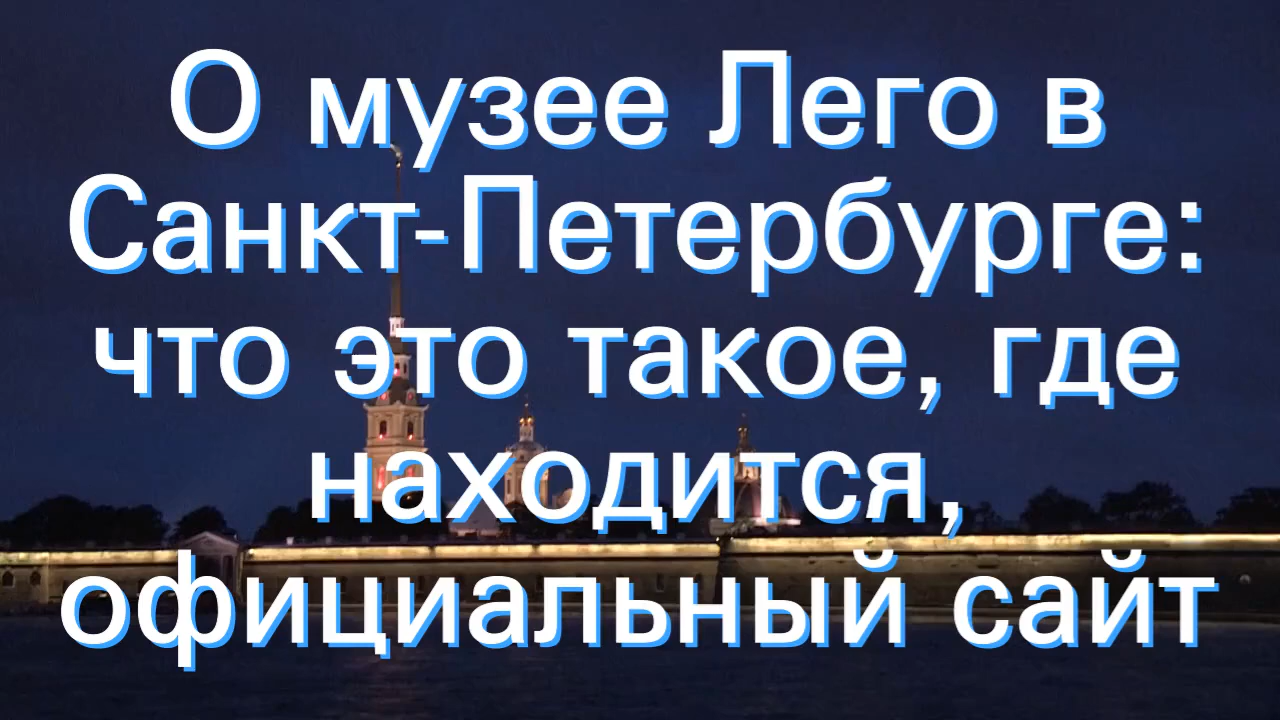 О музее Лего в
Санкт-Петербурге:
что это такое, где
находится,
официальный сайт